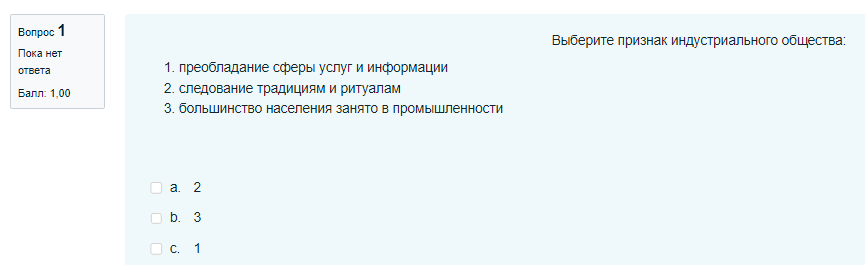 Вопрос 1
Пока нет
ответа
Балл: 1,00
Выберите признак индустриального общества:
1. преобладание сферы услуг и информации
2. следование традициям и ритуалам
3. большинство населения занято в промышленности
a. 2
b. 3
c. 1